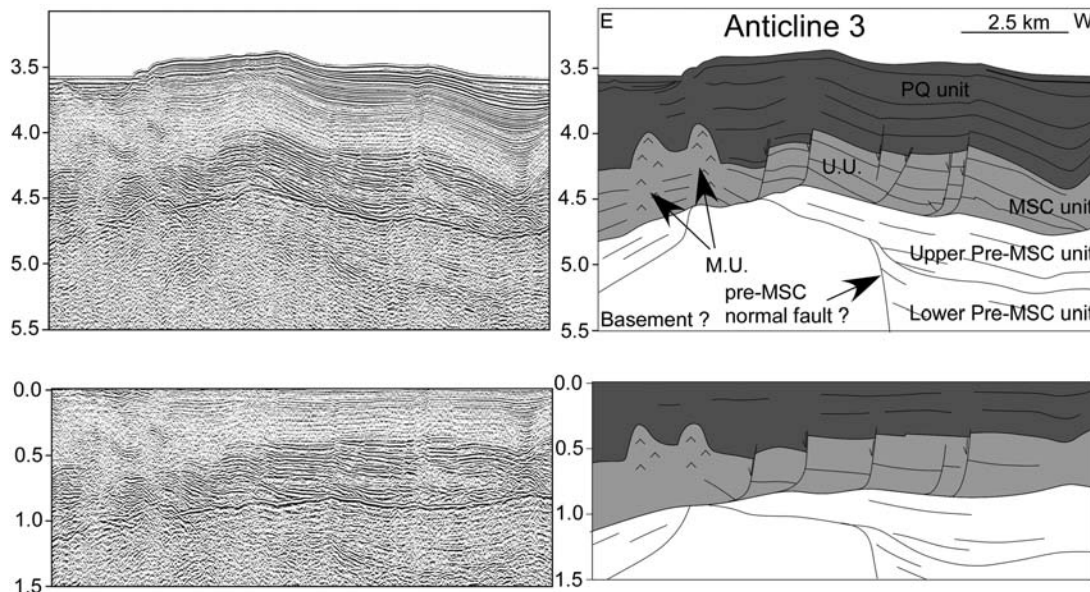 E Anticline 3 2.5 km W
3.5
4.0
4.5
5.0
5.5
3.5
4.0
4.5
5.0
5.5
PQ unit
U.U.
MSC unit
M.U.
Upper Pre-MSC unit
pre-MSC
normal fault ?
Basement ?
Lower Pre-MSC unit
0.0
0.5
1.0
1.5
0.0
0.5
1.0
1.5